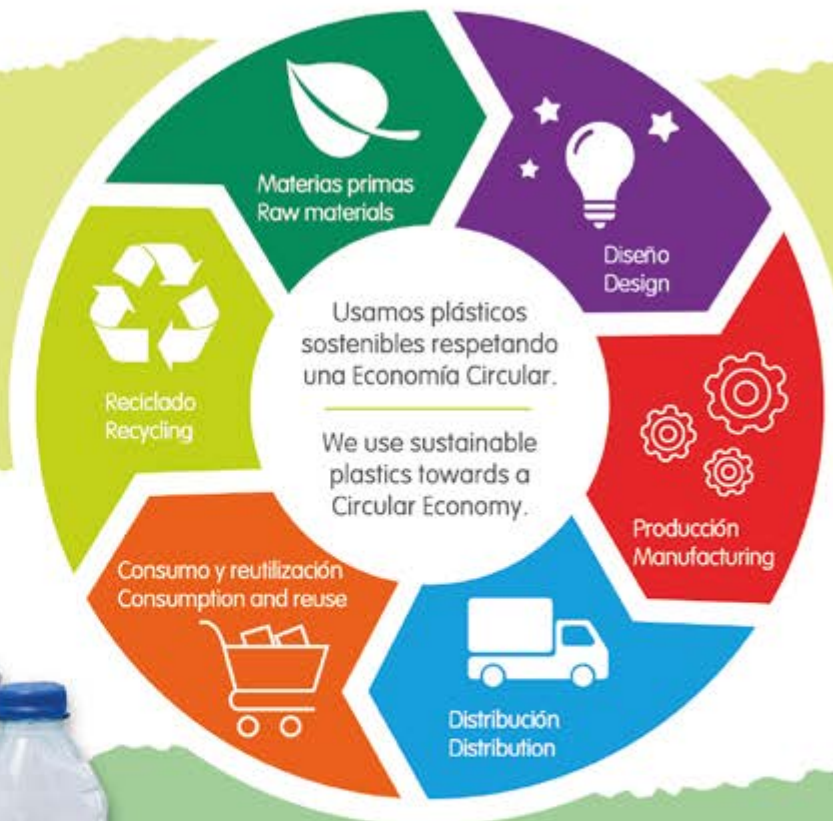 Materias primas
Raw materials
Diseño
Design
Producción
Manufacturing
Distribución
Distribution
Consumo y reutilización
Consumption and reuse
Reciclado
Recycling
Usamos plásticos
sostenibles respetando
una Economía Circular.
We use sustainable
plastics towards a
Circular Economy.